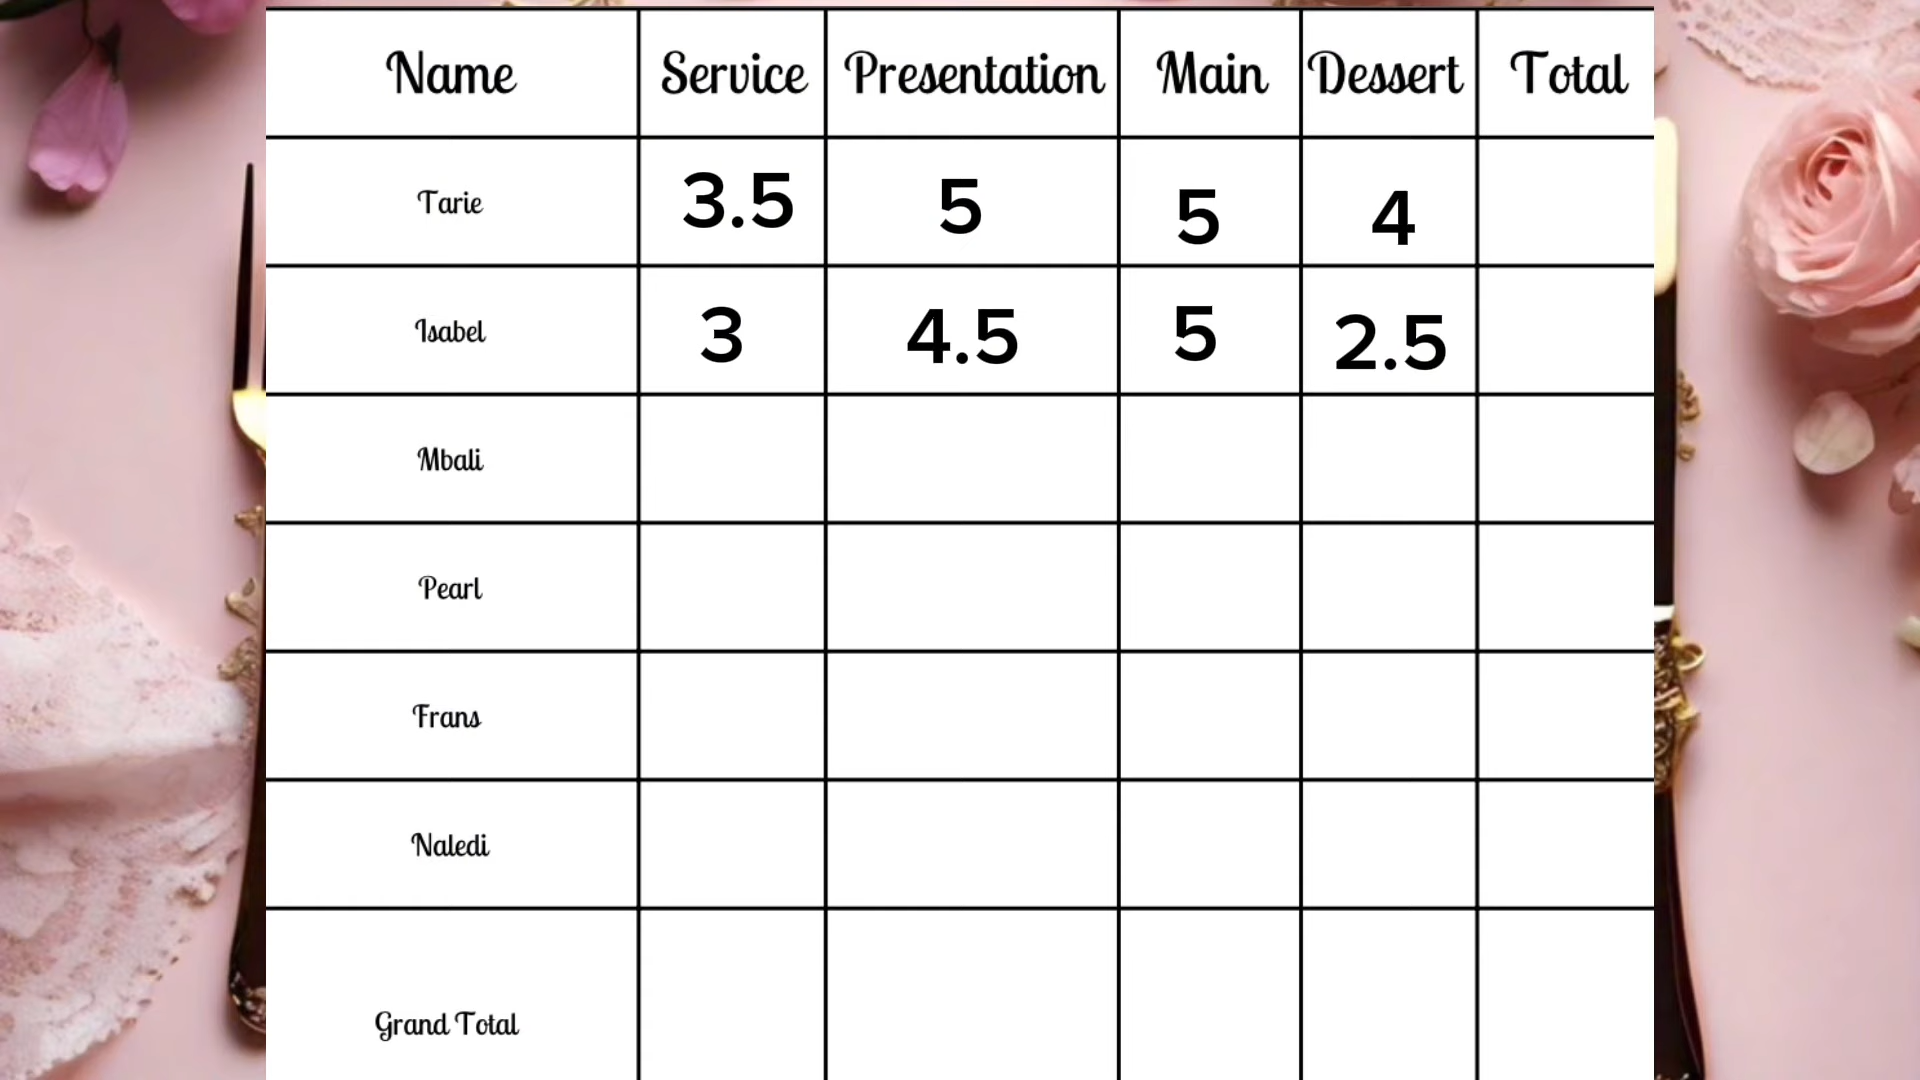 Name Service Presentation Main Dessert Total
Tarie 3.5 5 5 4
Isabel 3 4.5 5 2.5
Mbali
Pearl
Frans
Naledi
Grand Total